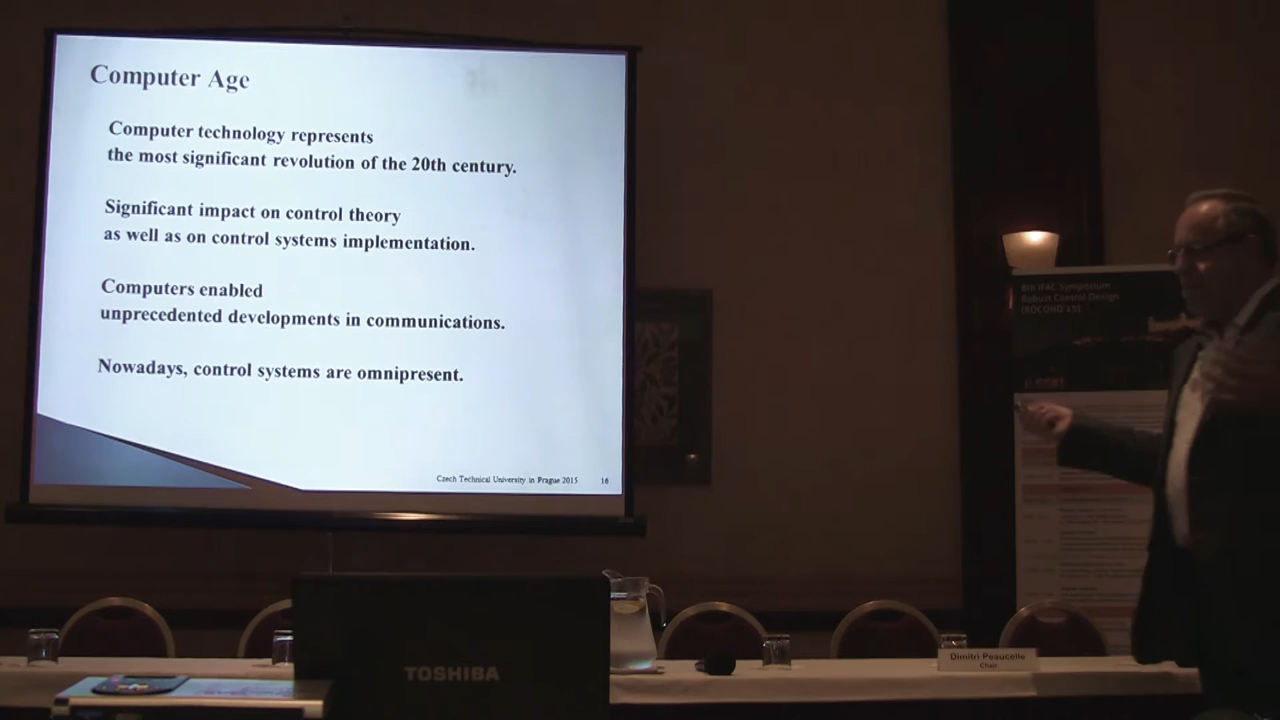 Computer Age
Computer technology represents
the most significant revolution of the 20th century.
Significant impact on control theory
as well as on control systems implementation.
Computers enabled
unprecedented developments in communications.
Nowadays, control systems are omnipresent.
Czech Technical University in Prague 2015 16
8th IFAC Symposium
Robust Control Design
(ROCOND'15)
Dimitri Peaucelle
Chair
TOSHIBA